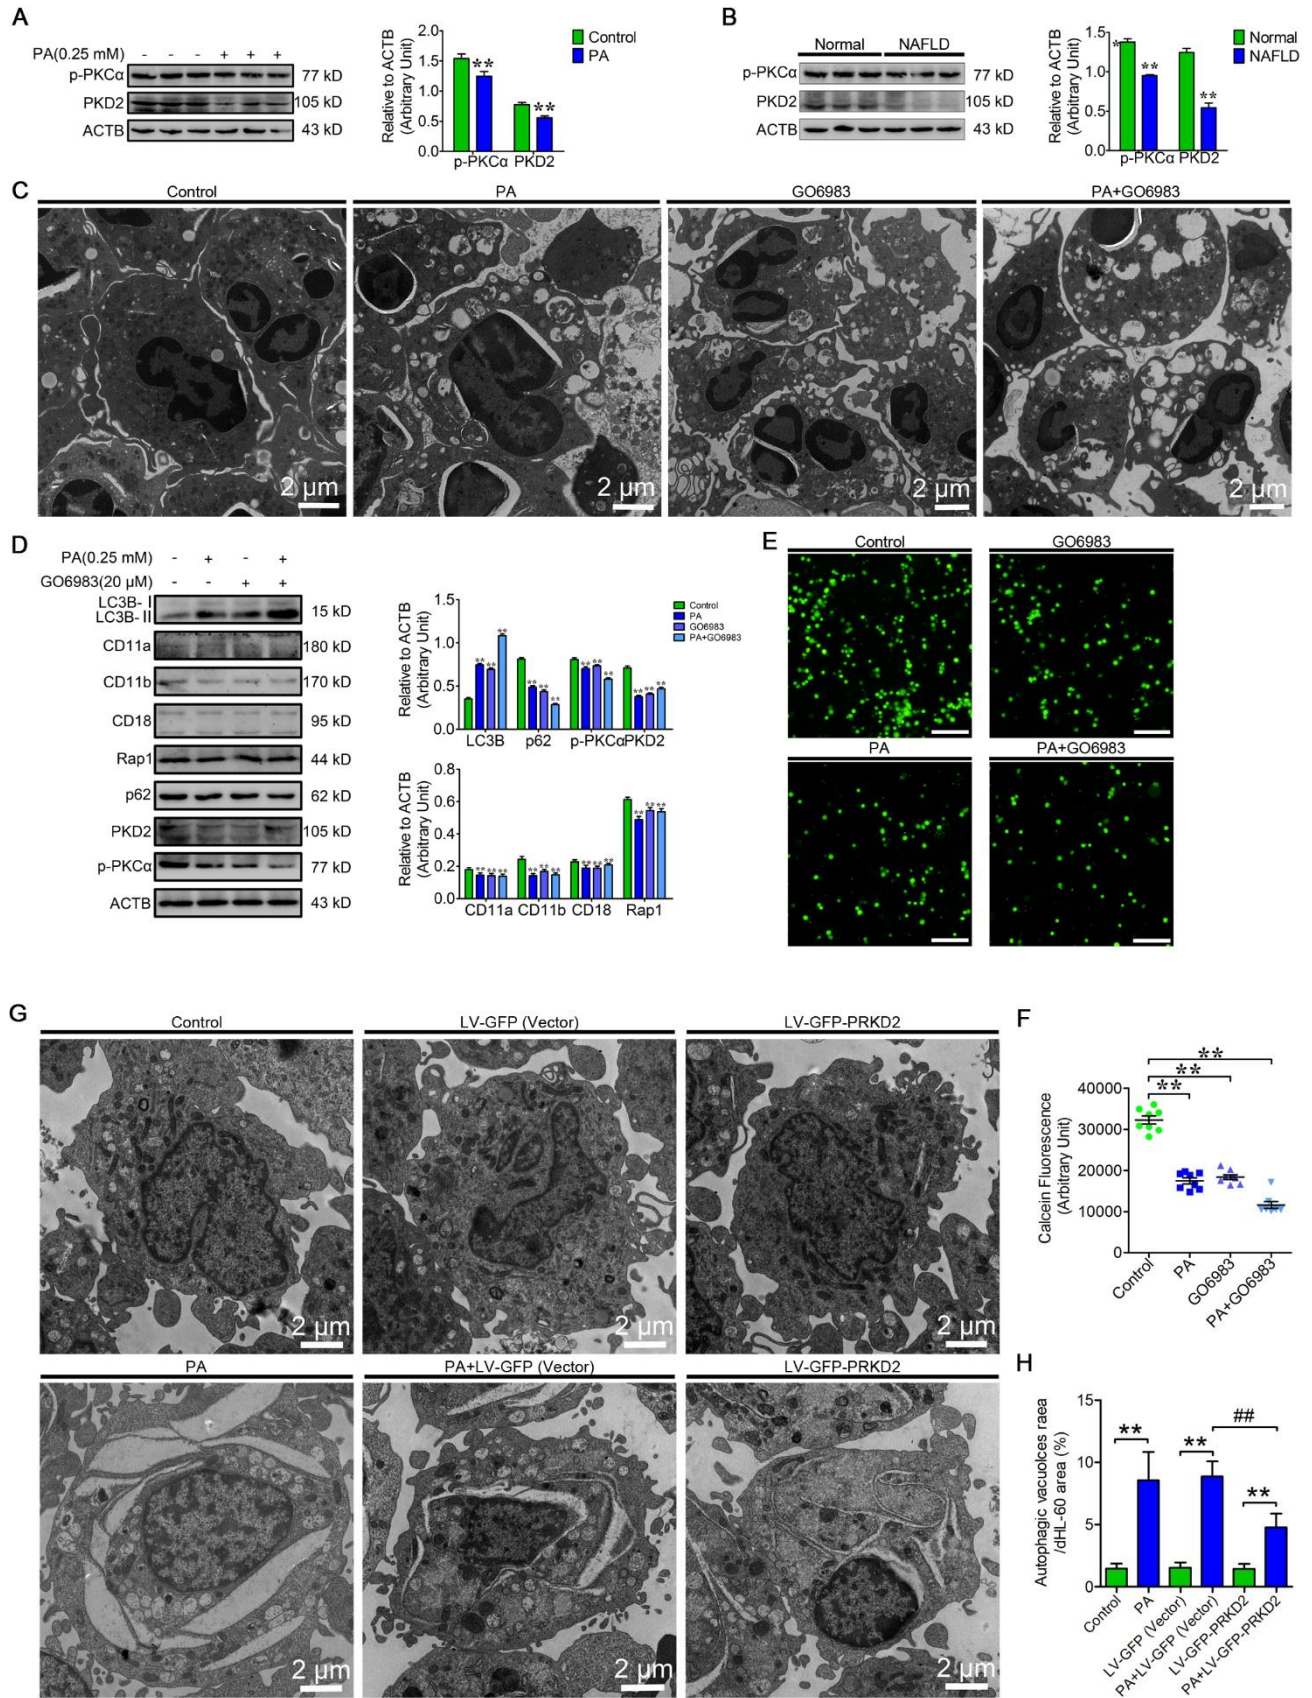 A
PA(0.25 mM) - - - + + +
p-PKCα 77 kD
PKD2 105 kD
ACTB 43 kD
Relative to ACTB
(Arbitrary Unit)
2.0
1.5
1.0
0.5
0.0
** **
p-PKCα PKD2
Control
PA
B
Normal NAFLD
p-PKCα 77 kD
PKD2 105 kD
ACTB 43 kD
Relative to ACTB
(Arbitrary Unit)
1.5
1.0
0.5
0.0
* ** **
p-PKCα PKD2
Normal
NAFLD
C
Control PA GO6983 PA+GO6983
2 µm 2 µm 2 µm 2 µm
D
PA(0.25 mM) - + - +
GO6983(20 µM) - - + +
LC3B- I
LC3B- II 15 kD
CD11a 180 kD
CD11b 170 kD
CD18 95 kD
Rap1 44 kD
p62 62 kD
PKD2 105 kD
p-PKCα 77 kD
ACTB 43 kD
Relative to ACTB
(Arbitrary Unit)
1.5
1.0
0.5
0.0
** ** ** ** ** ** ** ** ** ** ** **
LC3B p62 p-PKCαPKD2
Control
PA
GO6983
PA+GO6983
Relative to ACTB
(Arbitrary Unit)
0.8
0.6
0.4
0.2
0.0
** ** ** ** ** ** ** ** ** ** ** **
CD11a CD11b CD18 Rap1
E
Control GO6983
PA PA+GO6983
F
Calcein Fluorescence
(Arbitrary Unit)
40000
30000
20000
10000
0
**
**
**
Control PA GO6983 PA+GO6983
G
Control LV-GFP (Vector) LV-GFP-PRKD2
2 µm 2 µm 2 µm
PA PA+LV-GFP (Vector) LV-GFP-PRKD2
2 µm 2 µm 2 µm
H
Autophagic vacuolces raea
/dHL-60 area (%)
15
10
5
0
** ** ## **
Control PA LV-GFP (Vector) PA+LV-GFP (Vector) LV-GFP-PRKD2 PA+LV-GFP-PRKD2